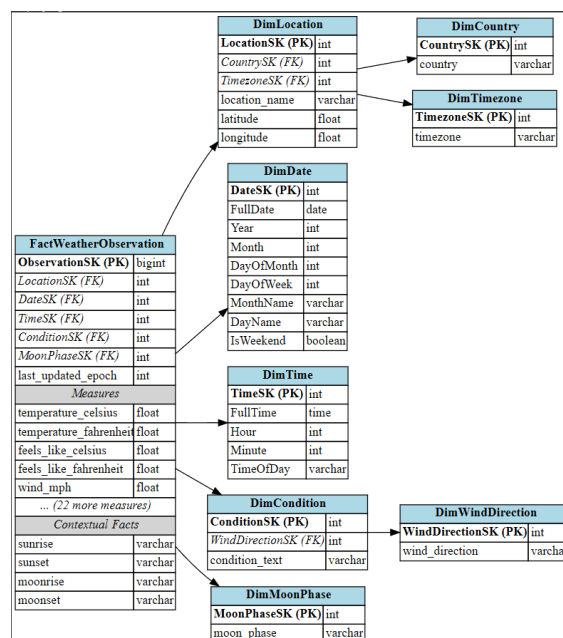 DimLocation
LocationSK (PK) int
CountrySK (FK) int
TimezoneSK (FK) int
location_name varchar
latitude float
longitude float
DimCountry
CountrySK (PK) int
country varchar
DimTimezone
TimezoneSK (PK) int
timezone varchar
DimDate
DateSK (PK) int
FullDate date
Year int
Month int
DayOfMonth int
DayOfWeek int
MonthName varchar
DayName varchar
IsWeekend boolean
FactWeatherObservation
ObservationSK (PK) bigint
LocationSK (FK) int
DateSK (FK) int
TimeSK (FK) int
ConditionSK (FK) int
MoonPhaseSK (FK) int
last_updated_epoch int
Measures
temperature_celsius float
temperature_fahrenheit float
feels_like_celsius float
feels_like_fahrenheit float
wind_mph float
... (22 more measures)
Contextual Facts
sunrise varchar
sunset varchar
moonrise varchar
moonset varchar
DimTime
TimeSK (PK) int
FullTime time
Hour int
Minute int
TimeOfDay varchar
DimCondition
ConditionSK (PK) int
WindDirectionSK (FK) int
condition_text varchar
DimWindDirection
WindDirectionSK (PK) int
wind_direction varcha
DimMoonPhase
MoonPhaseSK (PK) int
moon_phase varchar